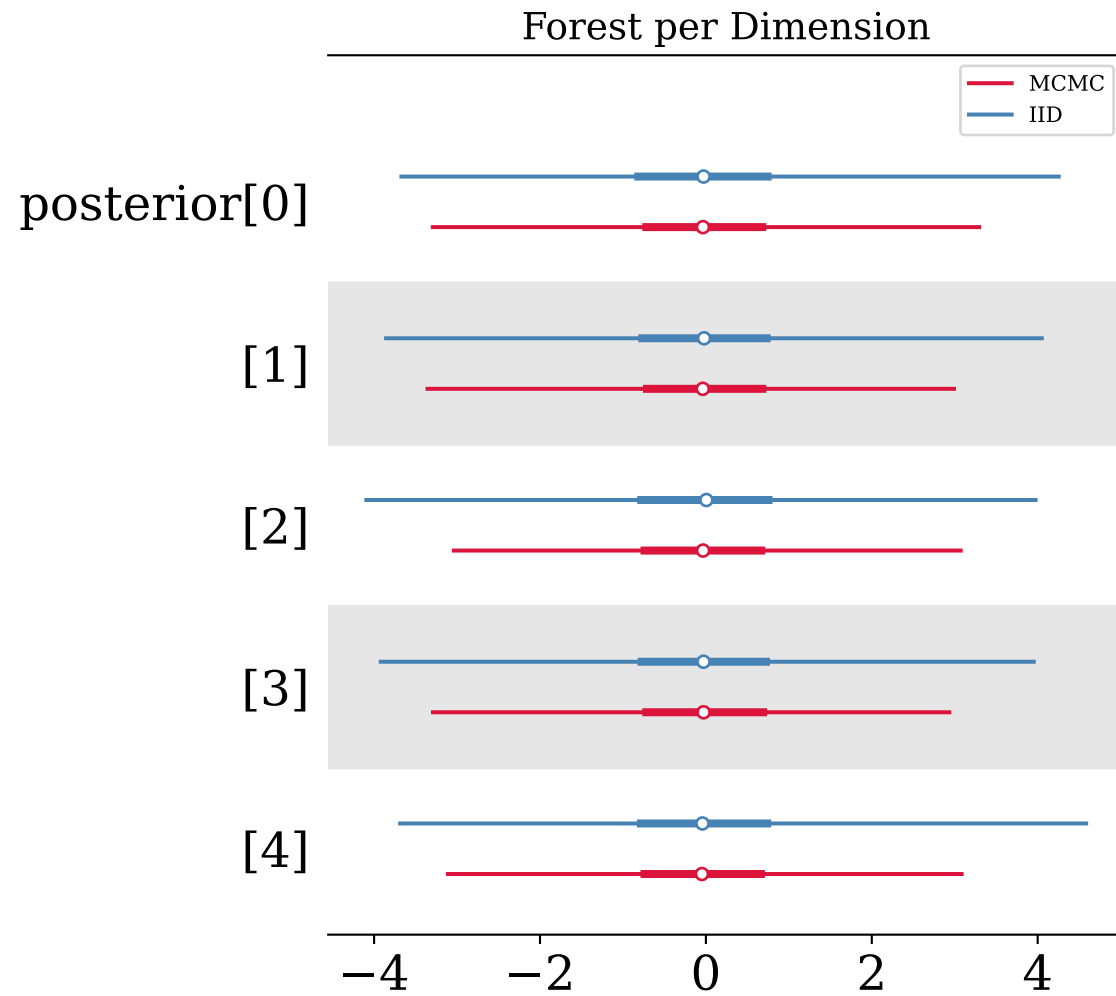 Forest per Dimension
MCMC
IID
posterior[0]
[1]
[2]
[3]
[4]
−4 −2 0 2 4